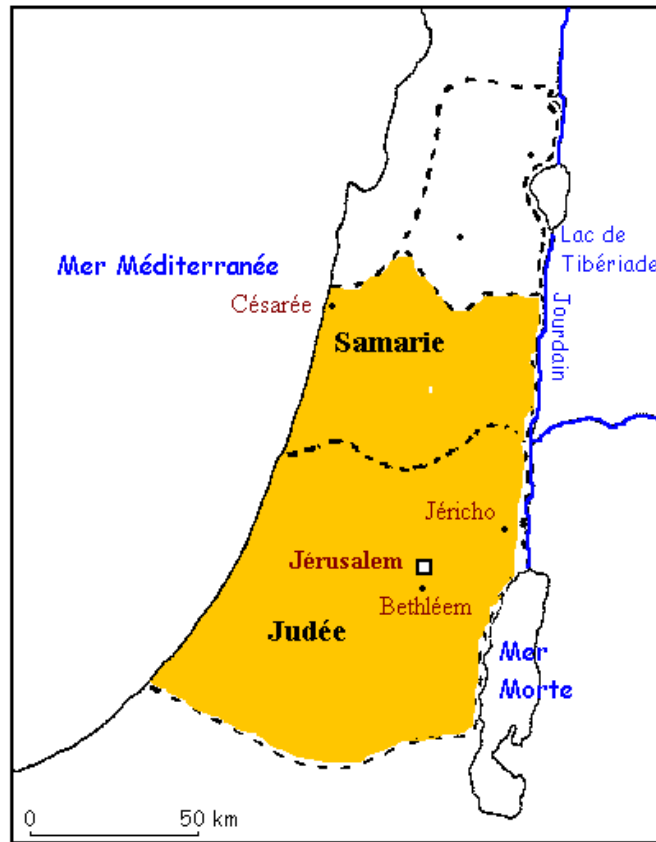 Mer Méditerranée
Lac de
Tibériade
Césarée
Jourdain
Samarie
Jéricho
Jérusalem
Bethléem
Judée
Mer
Morte
0 50 km